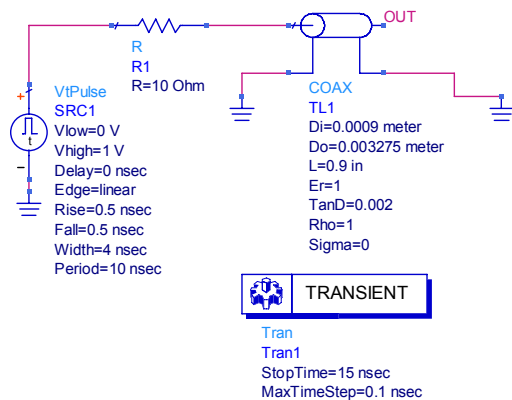 OUT
R
R1
R=10 Ohm
VtPulse
SRC1
Vlow=0 V
Vhigh=1 V
Delay=0 nsec
Edge=linear
Rise=0.5 nsec
Fall=0.5 nsec
Width=4 nsec
Period=10 nsec
+
t
–
COAX
TL1
Di=0.0009 meter
Do=0.003275 meter
L=0.9 in
Er=1
TanD=0.002
Rho=1
Sigma=0
TRANSIENT
Tran
Tran1
StopTime=15 nsec
MaxTimeStep=0.1 nsec